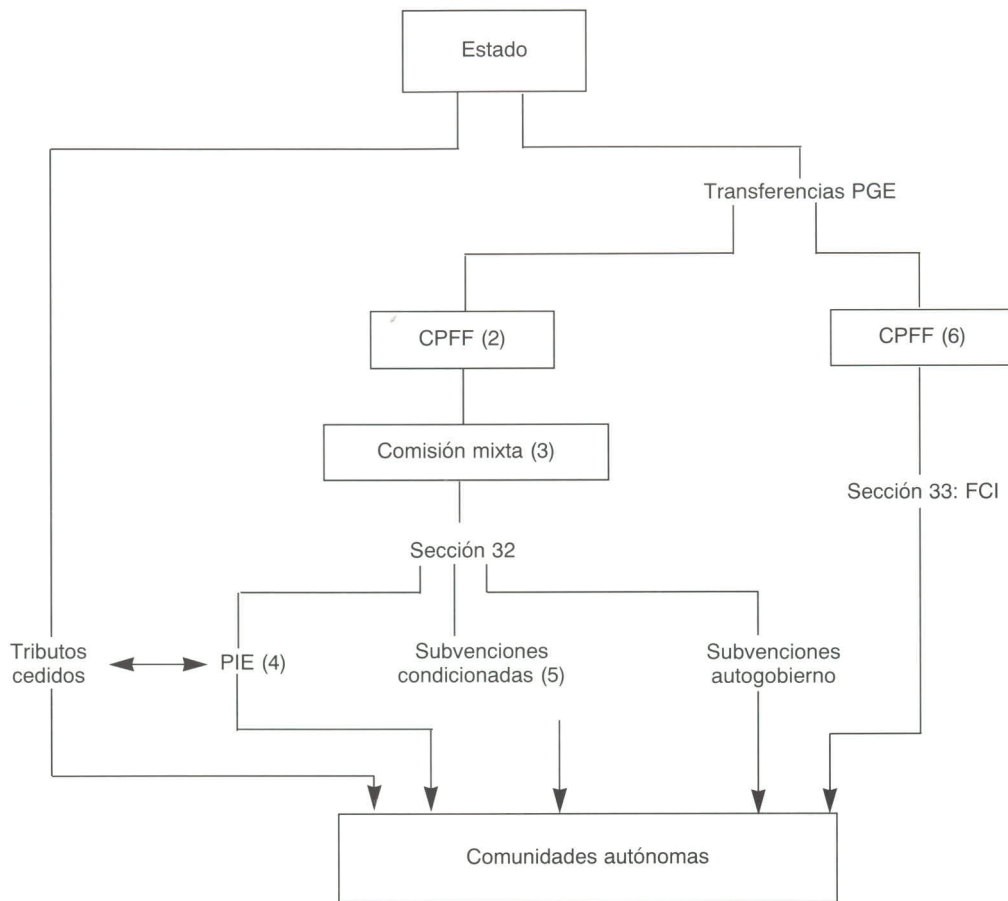 Estado
Transferencias PGE
CPFF (2)
CPFF (6)
Comisión mixta (3)
Sección 33: FCI
Sección 32
Tributos
cedidos
PIE (4)
Subvenciones
condicionadas (5)
Subvenciones
autogobierno
Comunidades autónomas